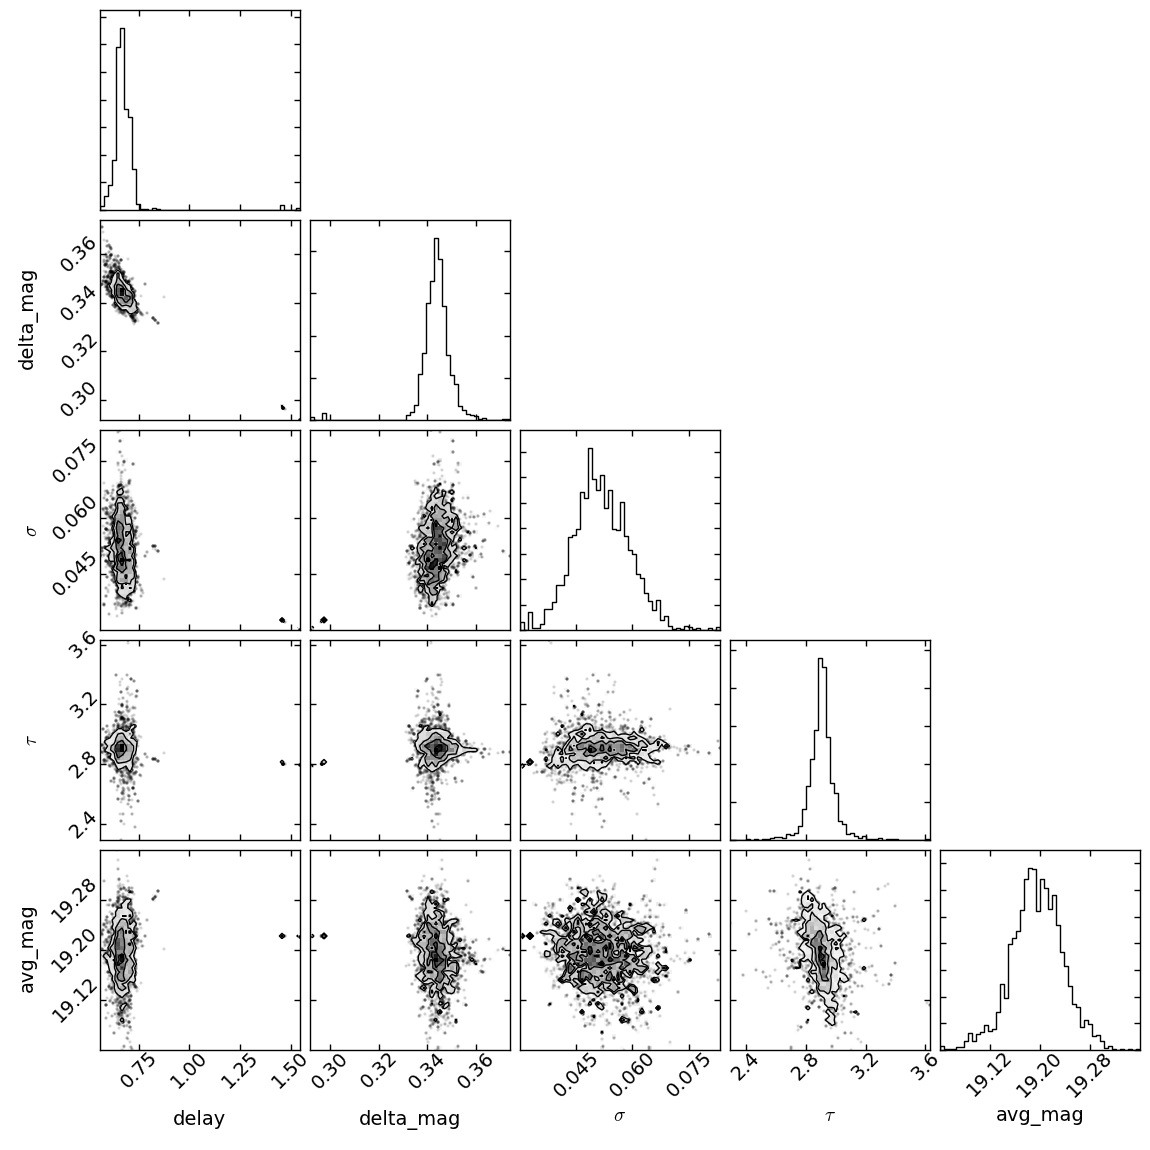 0.36
0.34
0.32
0.30
delta_mag
0.075
0.060
0.045
σ
3.6
3.2
2.8
2.4
τ
19.28
19.20
19.12
avg_mag
0.75 1.00 1.25 1.50
delay
0.30 0.32 0.34 0.36
delta_mag
0.045 0.060 0.075
σ
2.4 2.8 3.2 3.6
τ
19.12 19.20 19.28
avg_mag